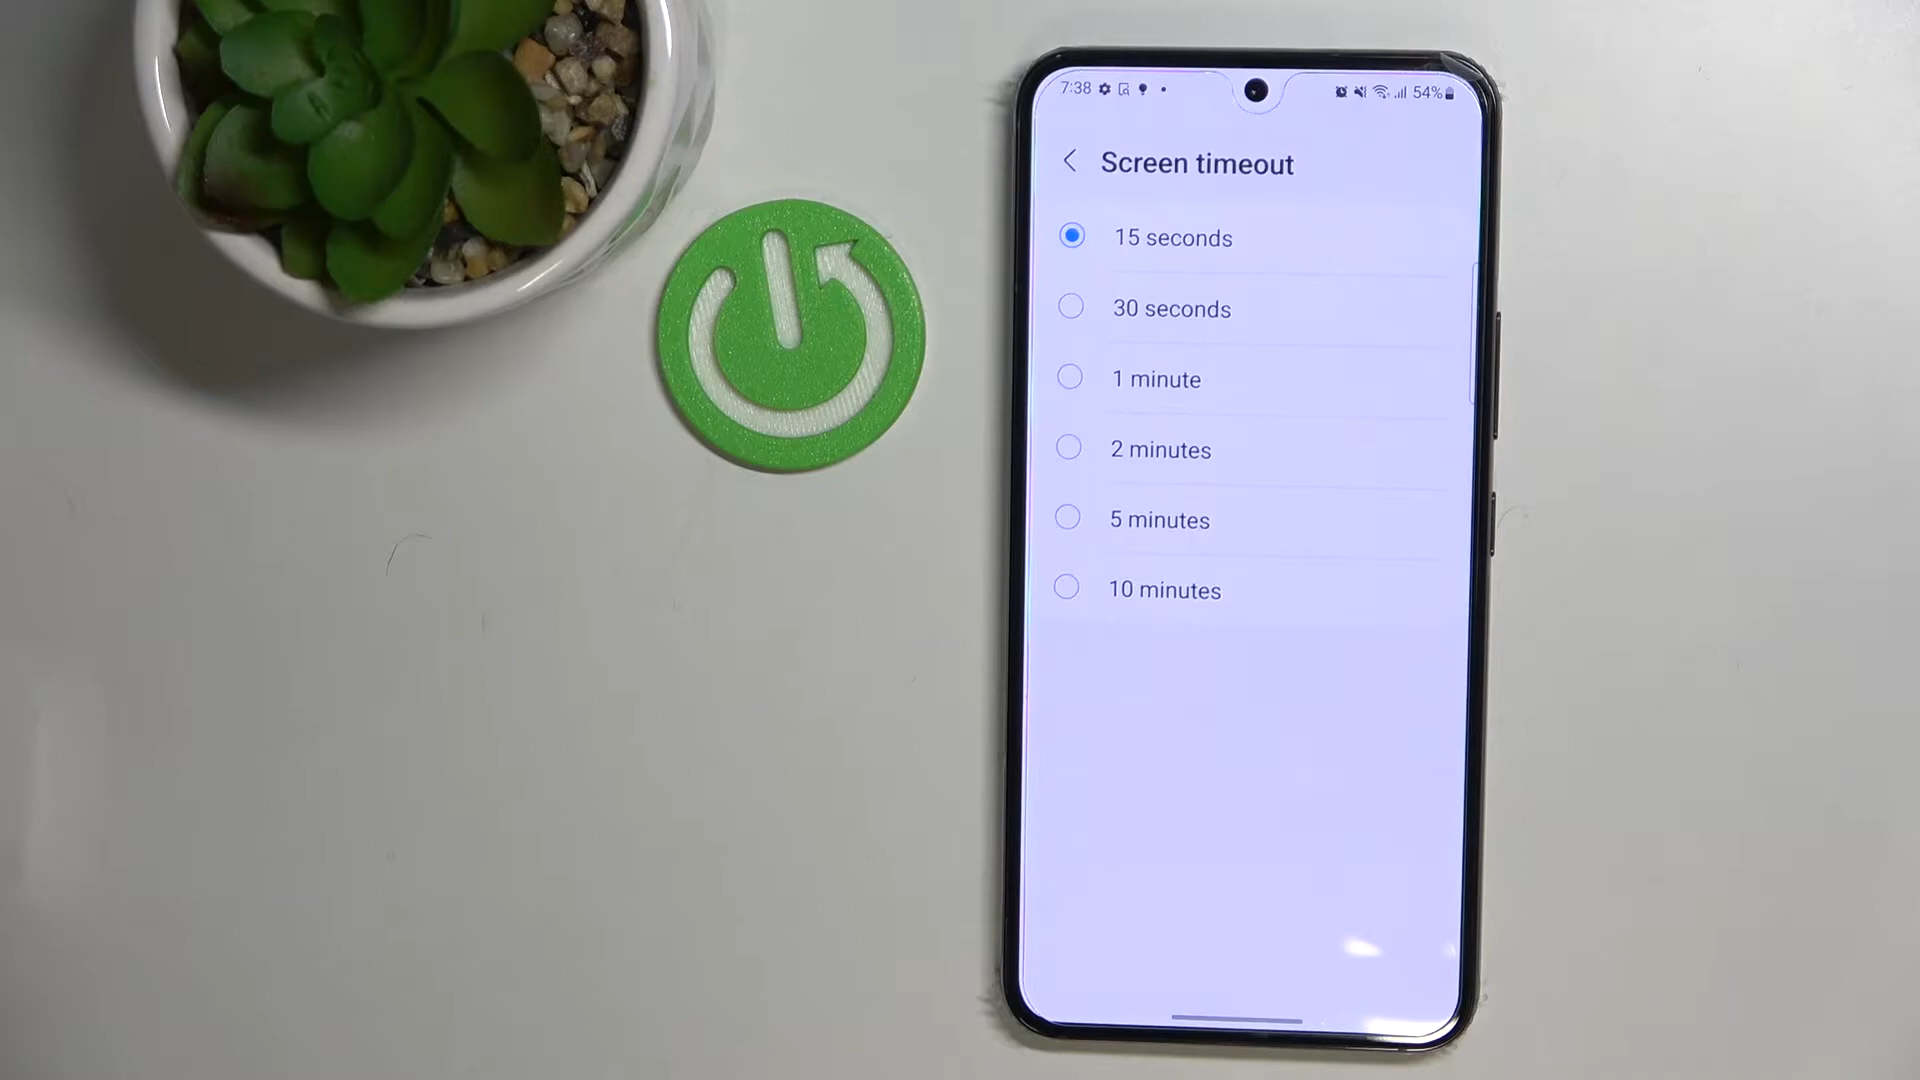 7:38 54%
Screen timeout
15 seconds
30 seconds
1 minute
2 minutes
5 minutes
10 minutes